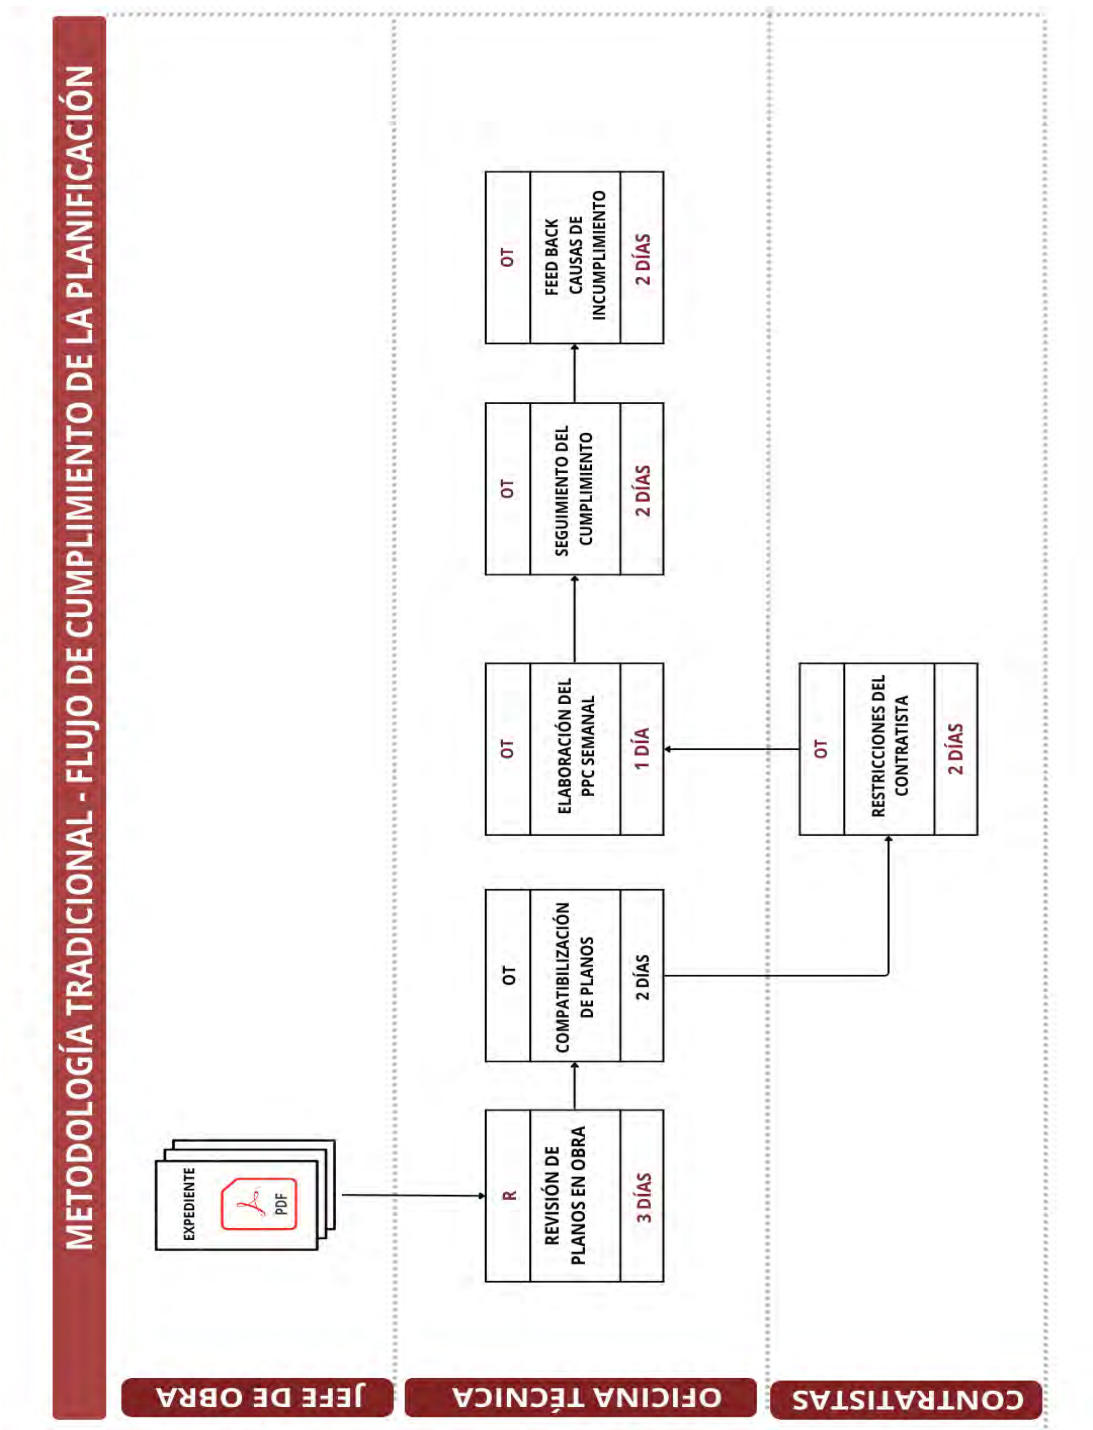 METODOLOGÍA TRADICIONAL - FLUJO DE CUMPLIMIENTO DE LA PLANIFICACIÓN
JEFE DE OBRA
EXPEDIENTE
PDF
OFICINA TÉCNICA
R
REVISIÓN DE
PLANOS EN OBRA
3 DÍAS
OT
COMPATIBILIZACIÓN
DE PLANOS
2 DÍAS
OT
ELABORACIÓN DEL
PPC SEMANAL
1 DÍA
OT
SEGUIMIENTO DEL
CUMPLIMIENTO
2 DÍAS
OT
FEED BACK
CAUSAS DE
INCUMPLIMIENTO
2 DÍAS
CONTRATISTAS
OT
RESTRICCIONES DEL
CONTRATISTA
2 DÍAS